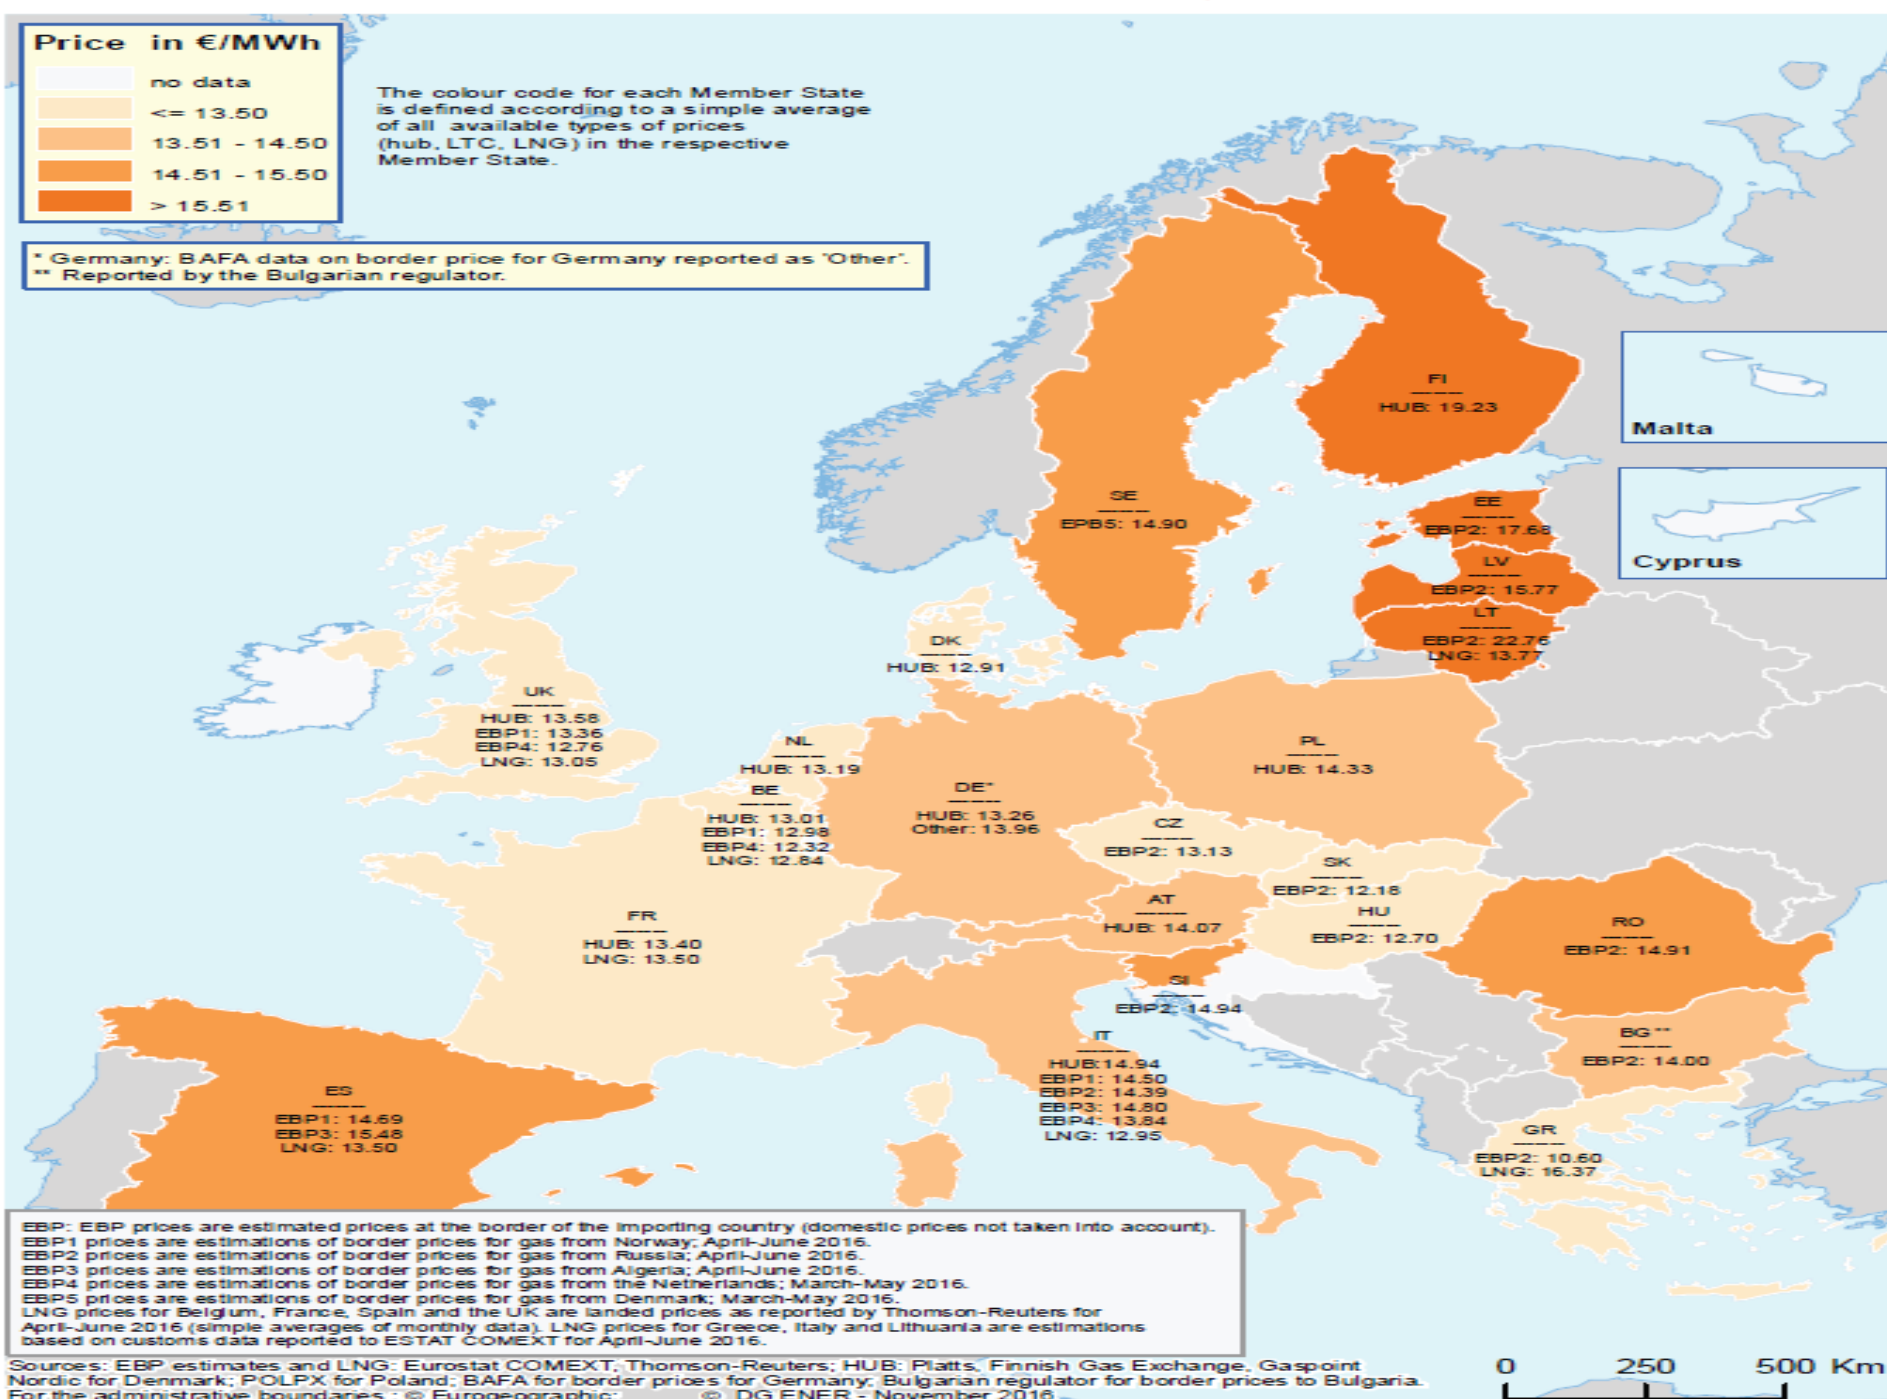 Price in €/MWh
no data
<= 13.50
13.51 - 14.50
14.51 - 15.50
> 15.51
The colour code for each Member State
is defined according to a simple average
of all available types of prices
(hub, LTC, LNG) in the respective
Member State.
* Germany: BAFA data on border price for Germany reported as 'Other'.
** Reported by the Bulgarian regulator.
Malta
Cyprus
FI
HUB: 19.23
SE
EPB5: 14.90
EE
EBP2: 17.68
LV
EBP2: 15.77
LT
EBP2: 22.76
LNG: 13.77
DK
HUB: 12.91
UK
HUB: 13.58
EBP1: 13.36
EBP4: 12.76
LNG: 13.05
NL
HUB: 13.19
BE
HUB: 13.01
EBP1: 12.98
EBP4: 12.32
LNG: 12.84
DE*
HUB: 13.26
Other: 13.96
PL
HUB: 14.33
CZ
EBP2: 13.13
SK
EBP2: 12.18
AT
HUB: 14.07
HU
EBP2: 12.70
FR
HUB: 13.40
LNG: 13.50
RO
EBP2: 14.91
SI
EBP2: 14.94
IT
HUB:14.94
EBP1: 14.50
EBP2: 14.39
EBP3: 14.80
EBP4: 13.84
LNG: 12.95
BG**
EBP2: 14.00
ES
EBP1: 14.69
EBP3: 15.48
LNG: 13.50
GR
EBP2: 10.60
LNG: 16.37
EBP: EBP prices are estimated prices at the border of the importing country (domestic prices not taken into account).
EBP1 prices are estimations of border prices for gas from Norway; April-June 2016.
EBP2 prices are estimations of border prices for gas from Russia; April-June 2016.
EBP3 prices are estimations of border prices for gas from Algeria; April-June 2016.
EBP4 prices are estimations of border prices for gas from the Netherlands; March-May 2016.
EBP5 prices are estimations of border prices for gas from Denmark; March-May 2016.
LNG prices for Belgium, France, Spain and the UK are landed prices as reported by Thomson-Reuters for
April-June 2016 (simple averages of monthly data). LNG prices for Greece, Italy and Lithuania are estimations
based on customs data reported to ESTAT COMEXT for April-June 2016.
Sources: EBP estimates and LNG: Eurostat COMEXT, Thomson-Reuters; HUB: Platts, Finnish Gas Exchange, Gaspoint
Nordic for Denmark; POLPX for Poland; BAFA for border prices for Germany; Bulgarian regulator for border prices to Bulgaria.
For the administrative boundaries : © Eurogeographic; © DG ENER - November 2016
0 250 500 Km